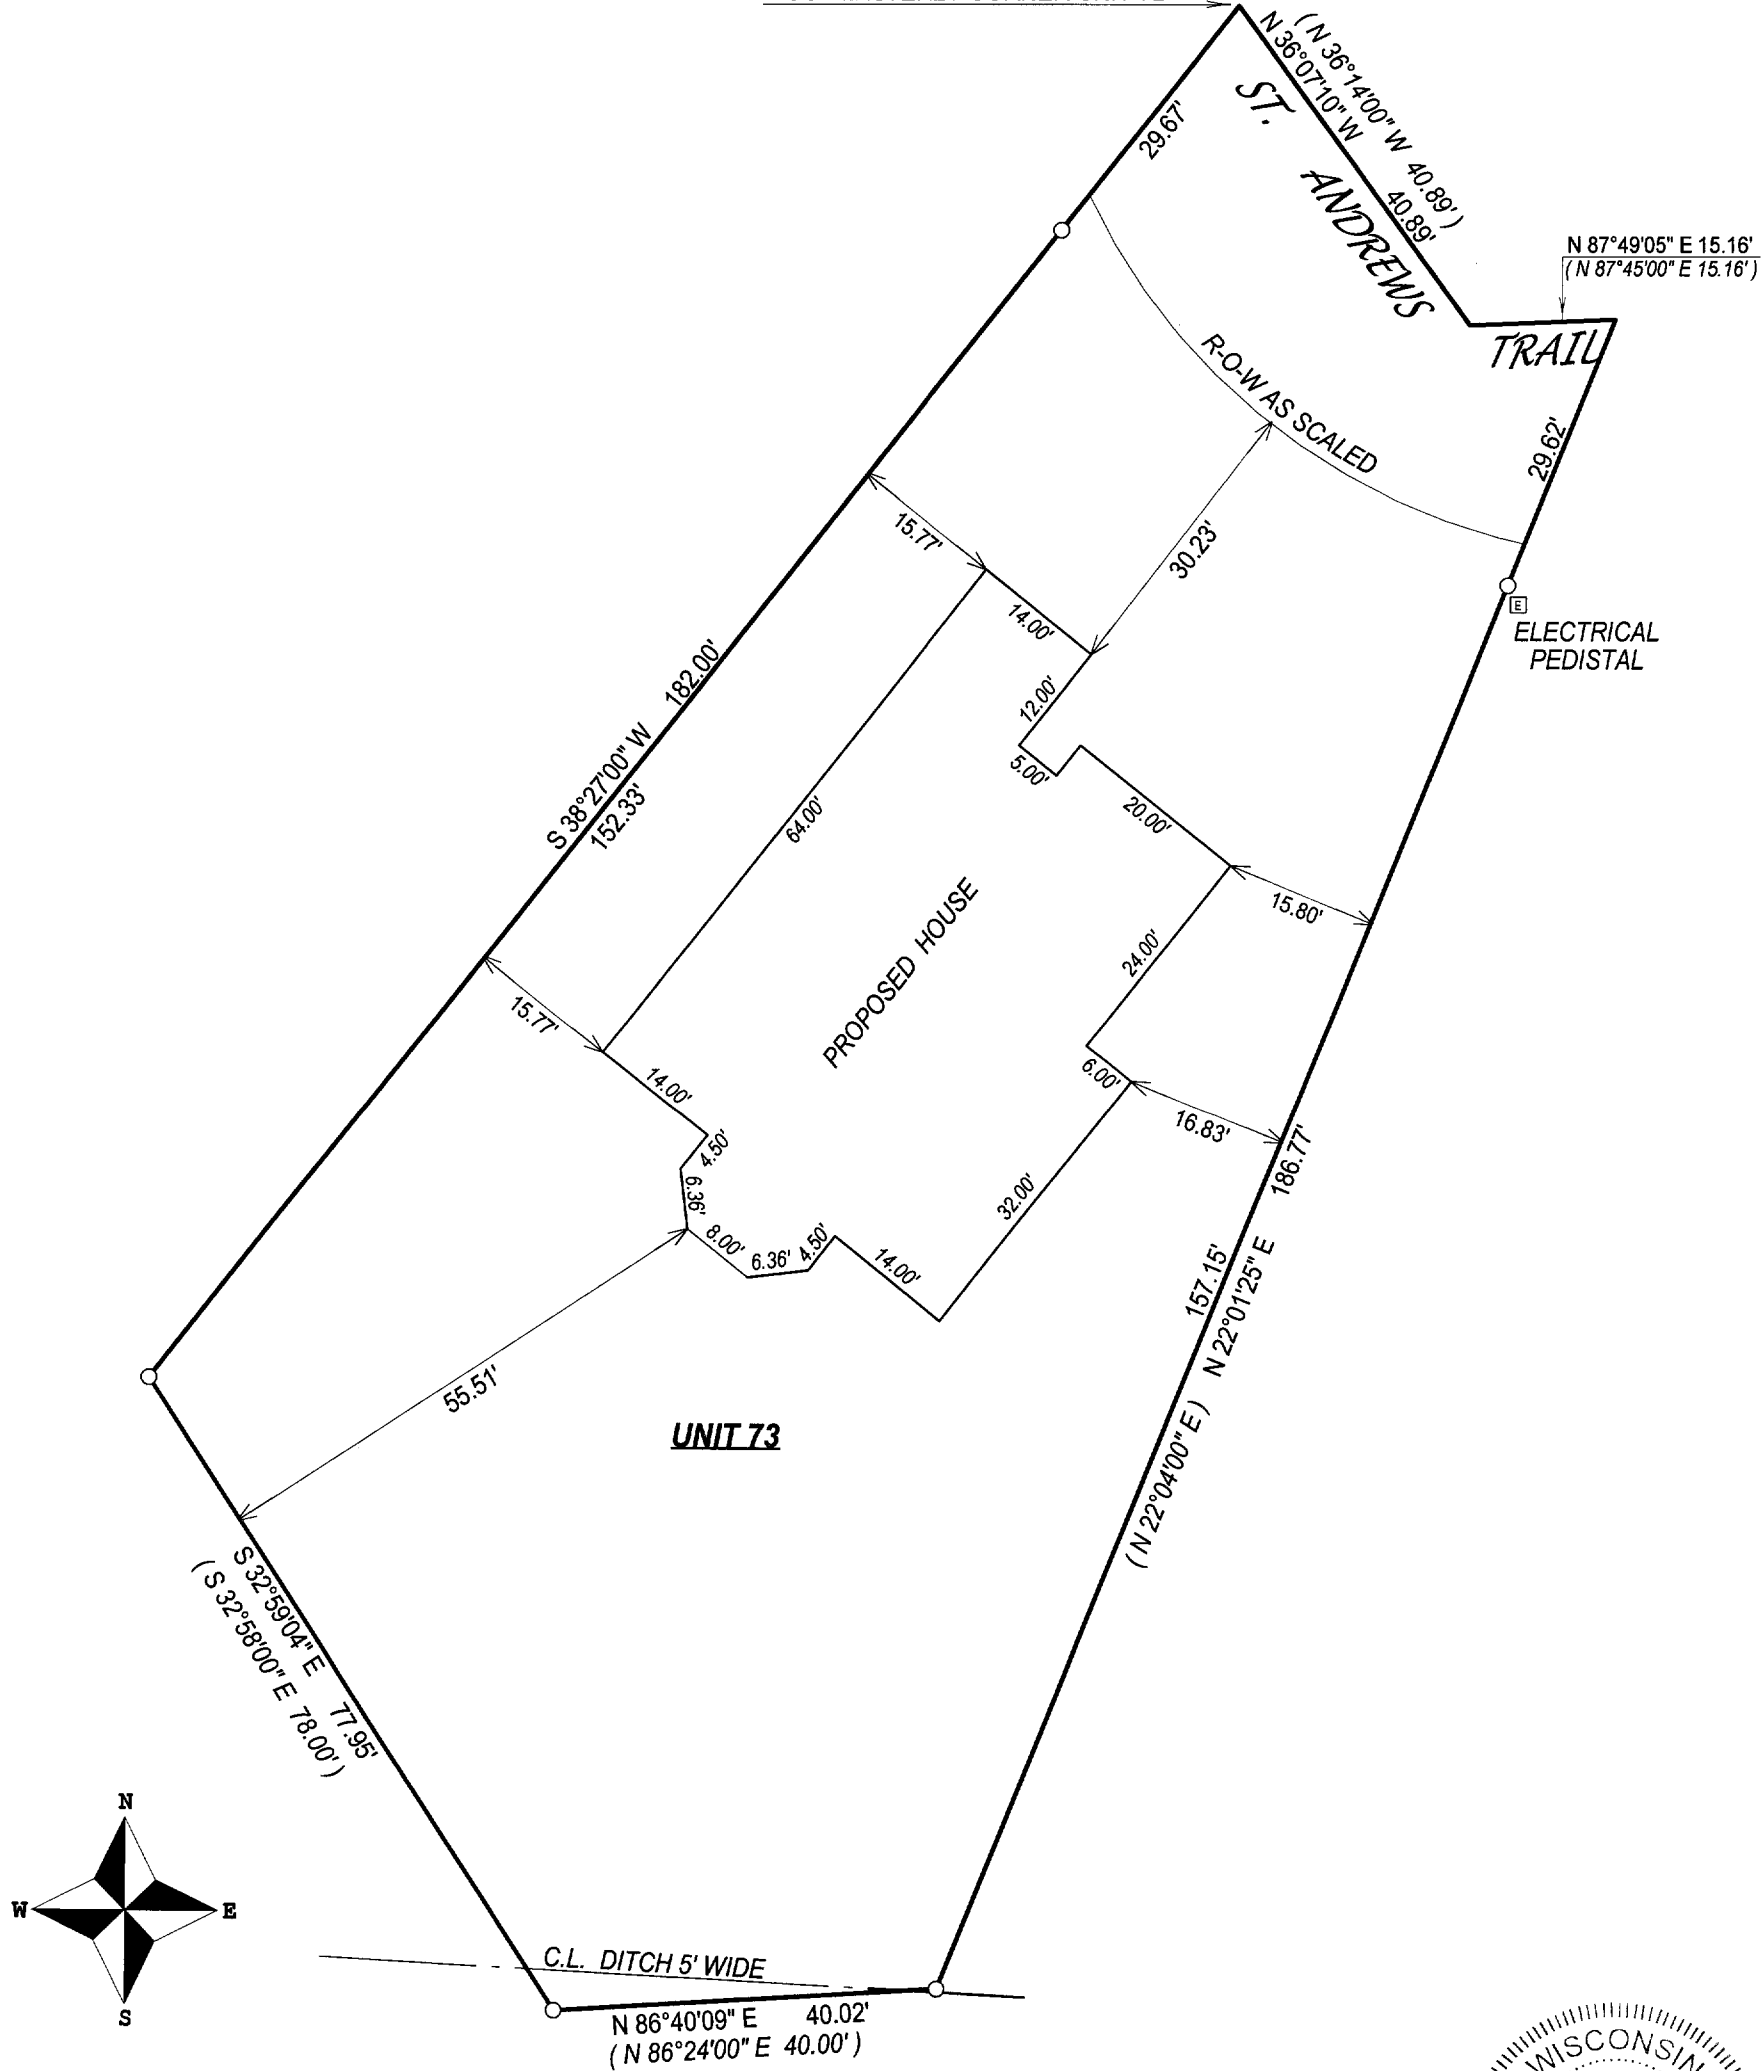 ( N 36°14'00" W 40.89' )
N 36°07'10" W 40.89'
ST. ANDREWS TRAIL
29.67'
N 87°49'05" E 15.16'
( N 87°45'00" E 15.16' )
R-O-W AS SCALED
29.62'
15.77'
30.23'
14.00'
E
ELECTRICAL
PEDISTAL
12.00'
5.00'
20.00'
S 38°27'00" W 182.00'
152.33'
64.00'
PROPOSED HOUSE
15.80'
24.00'
15.77'
6.00'
14.00'
16.83'
4.50'
6.36'
8.00'
6.36'
4.50'
14.00'
32.00'
157.15'
( N 22°04'00" E ) N 22°01'25" E 186.77'
55.51'
UNIT 73
S 32°59'04" E 77.95'
( S 32°58'00" E 78.00' )
N
W
E
S
C.L. DITCH 5' WIDE
N 86°40'09" E 40.02'
( N 86°24'00" E 40.00' )
WISCONSIN